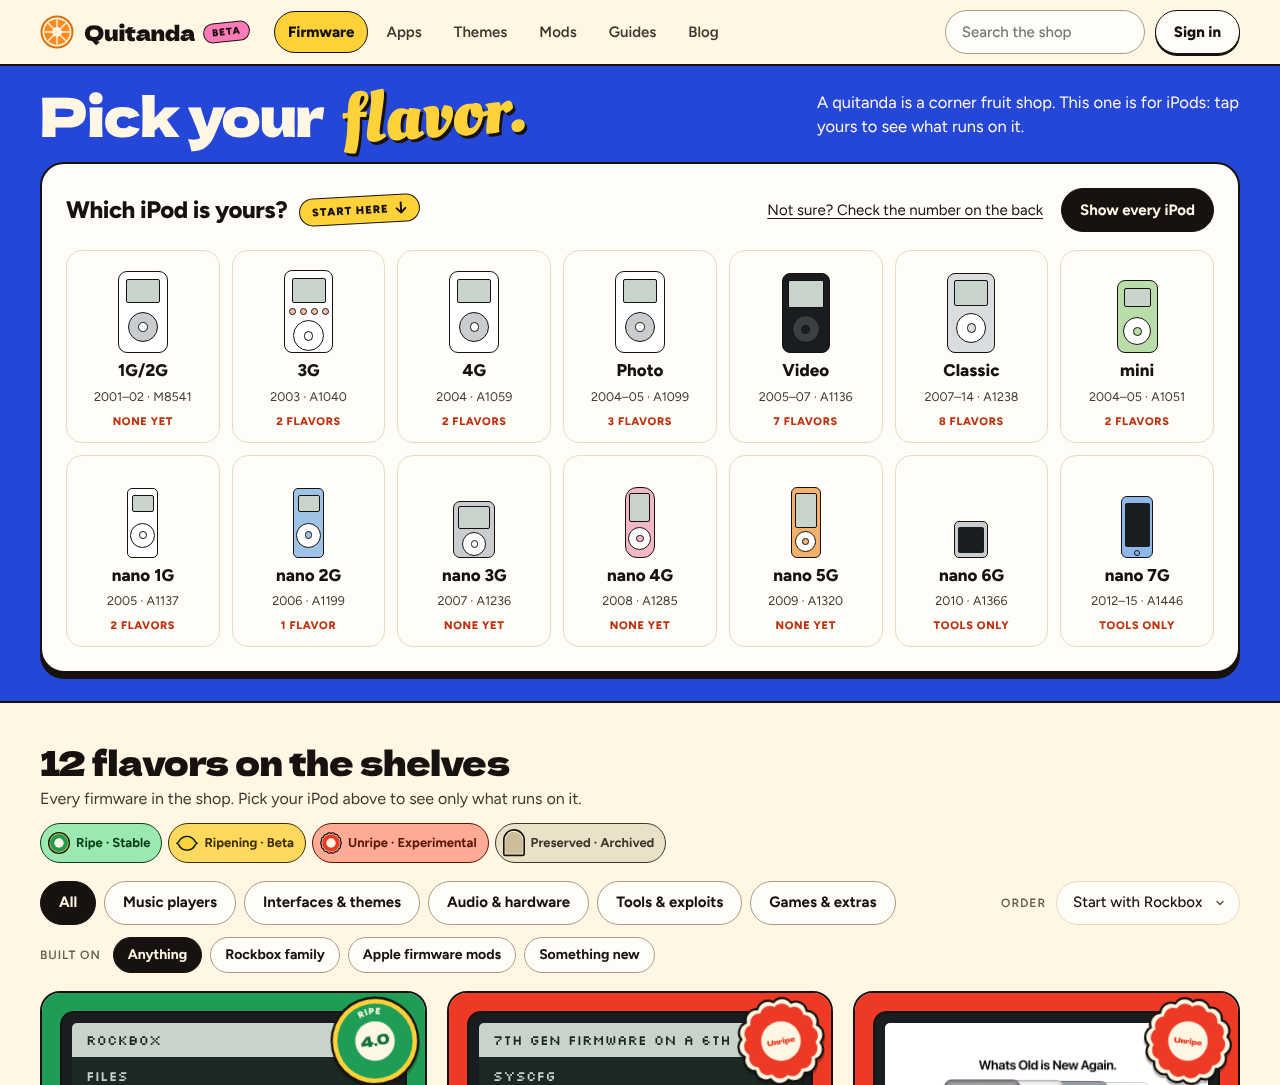 Quitanda BETA Firmware Apps Themes Mods Guides Blog Search the shop Sign in
Pick your flavor.
A quitanda is a corner fruit shop. This one is for iPods: tap
yours to see what runs on it.
Which iPod is yours? START HERE ↓ Not sure? Check the number on the back Show every iPod
1G/2G 3G 4G Photo Video Classic mini
2001–02 · M8541 2003 · A1040 2004 · A1059 2004–05 · A1099 2005–07 · A1136 2007–14 · A1238 2004–05 · A1051
NONE YET 2 FLAVORS 2 FLAVORS 3 FLAVORS 7 FLAVORS 8 FLAVORS 2 FLAVORS
nano 1G nano 2G nano 3G nano 4G nano 5G nano 6G nano 7G
2005 · A1137 2006 · A1199 2007 · A1236 2008 · A1285 2009 · A1320 2010 · A1366 2012–15 · A1446
2 FLAVORS 1 FLAVOR NONE YET NONE YET NONE YET TOOLS ONLY TOOLS ONLY
12 flavors on the shelves
Every firmware in the shop. Pick your iPod above to see only what runs on it.
Ripe · Stable Ripening · Beta Unripe · Experimental Preserved · Archived
All Music players Interfaces & themes Audio & hardware Tools & exploits Games & extras ORDER Start with Rockbox
BUILT ON Anything Rockbox family Apple firmware mods Something new
ROCKBOX RIPE 4.0 7TH GEN FIRMWARE ON A 6TH Unripe Unripe
Whats Old is New Again.
FILES SYSCFG